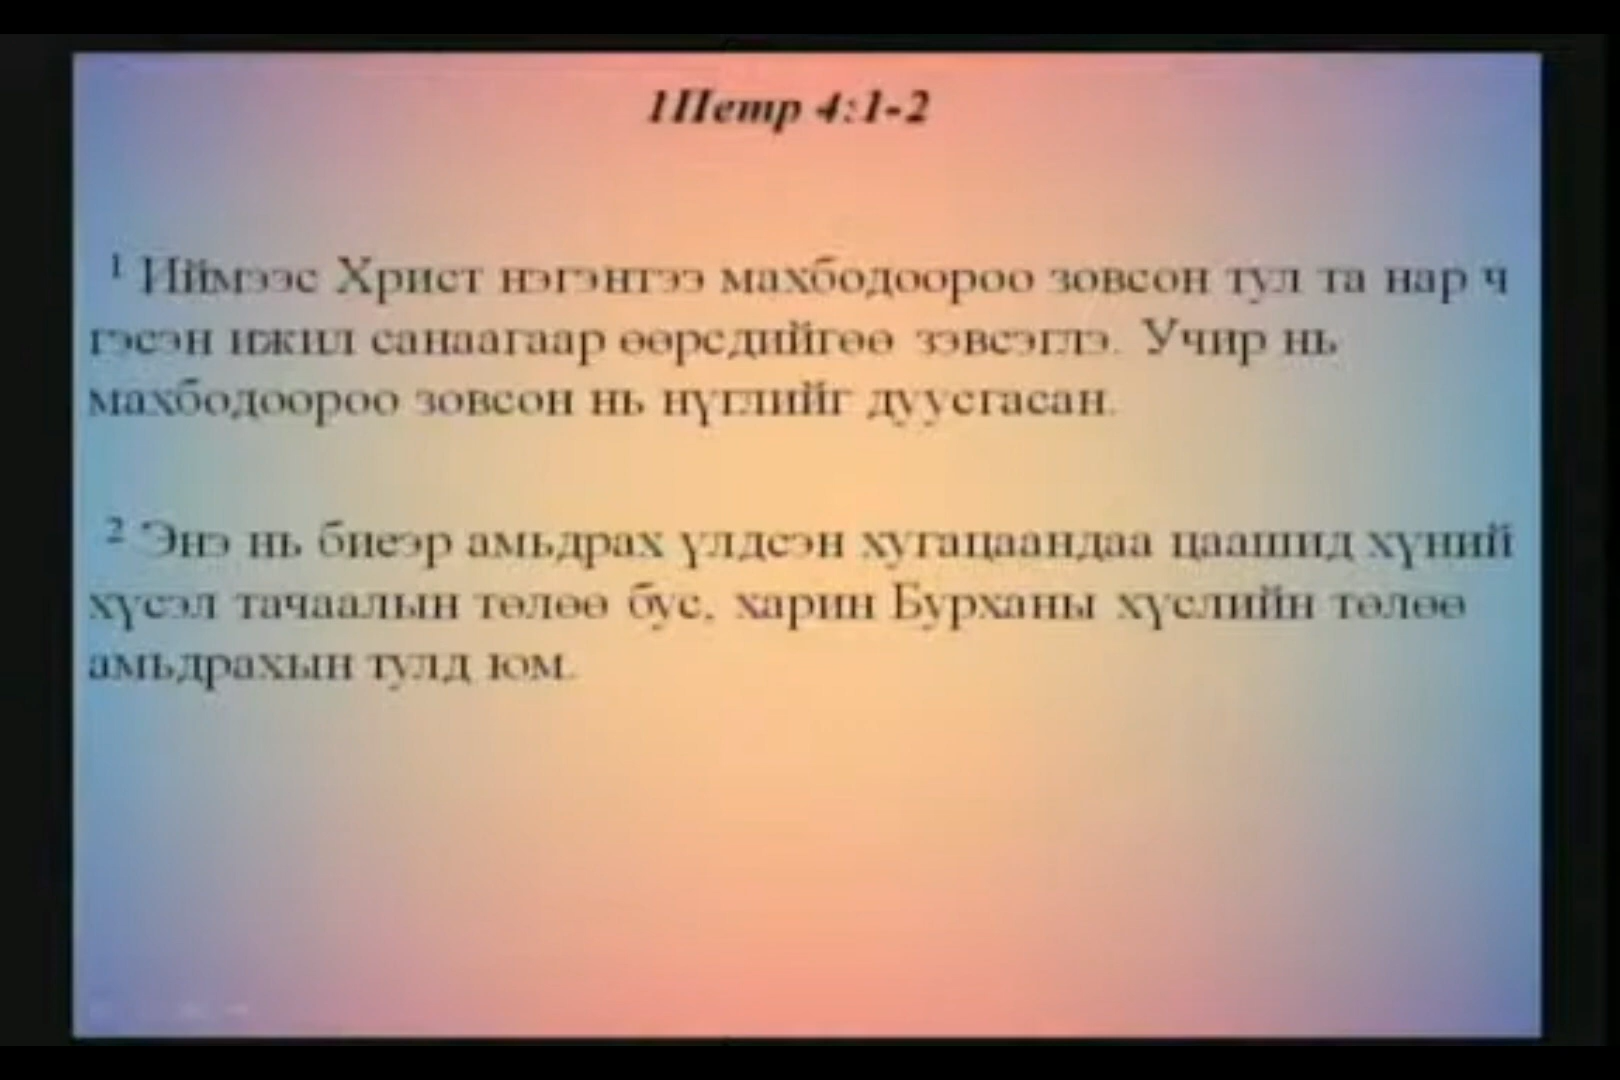 1Петр 4:1-2
1 Иймээс Христ нэгэнтээ махбодоороо зовсон тул та нар ч
гэсэн ижил санаагаар өөрсдийгөө зэвсэглэ. Учир нь
махбодоороо зовсон нь нүглийг дуусгасан.
2 Энэ нь биеэр амьдрах үлдсэн хугацаандаа цаашид хүний
хүсэл тачаалын төлөө бус, харин Бурханы хүслийн төлөө
амьдрахын тулд юм.